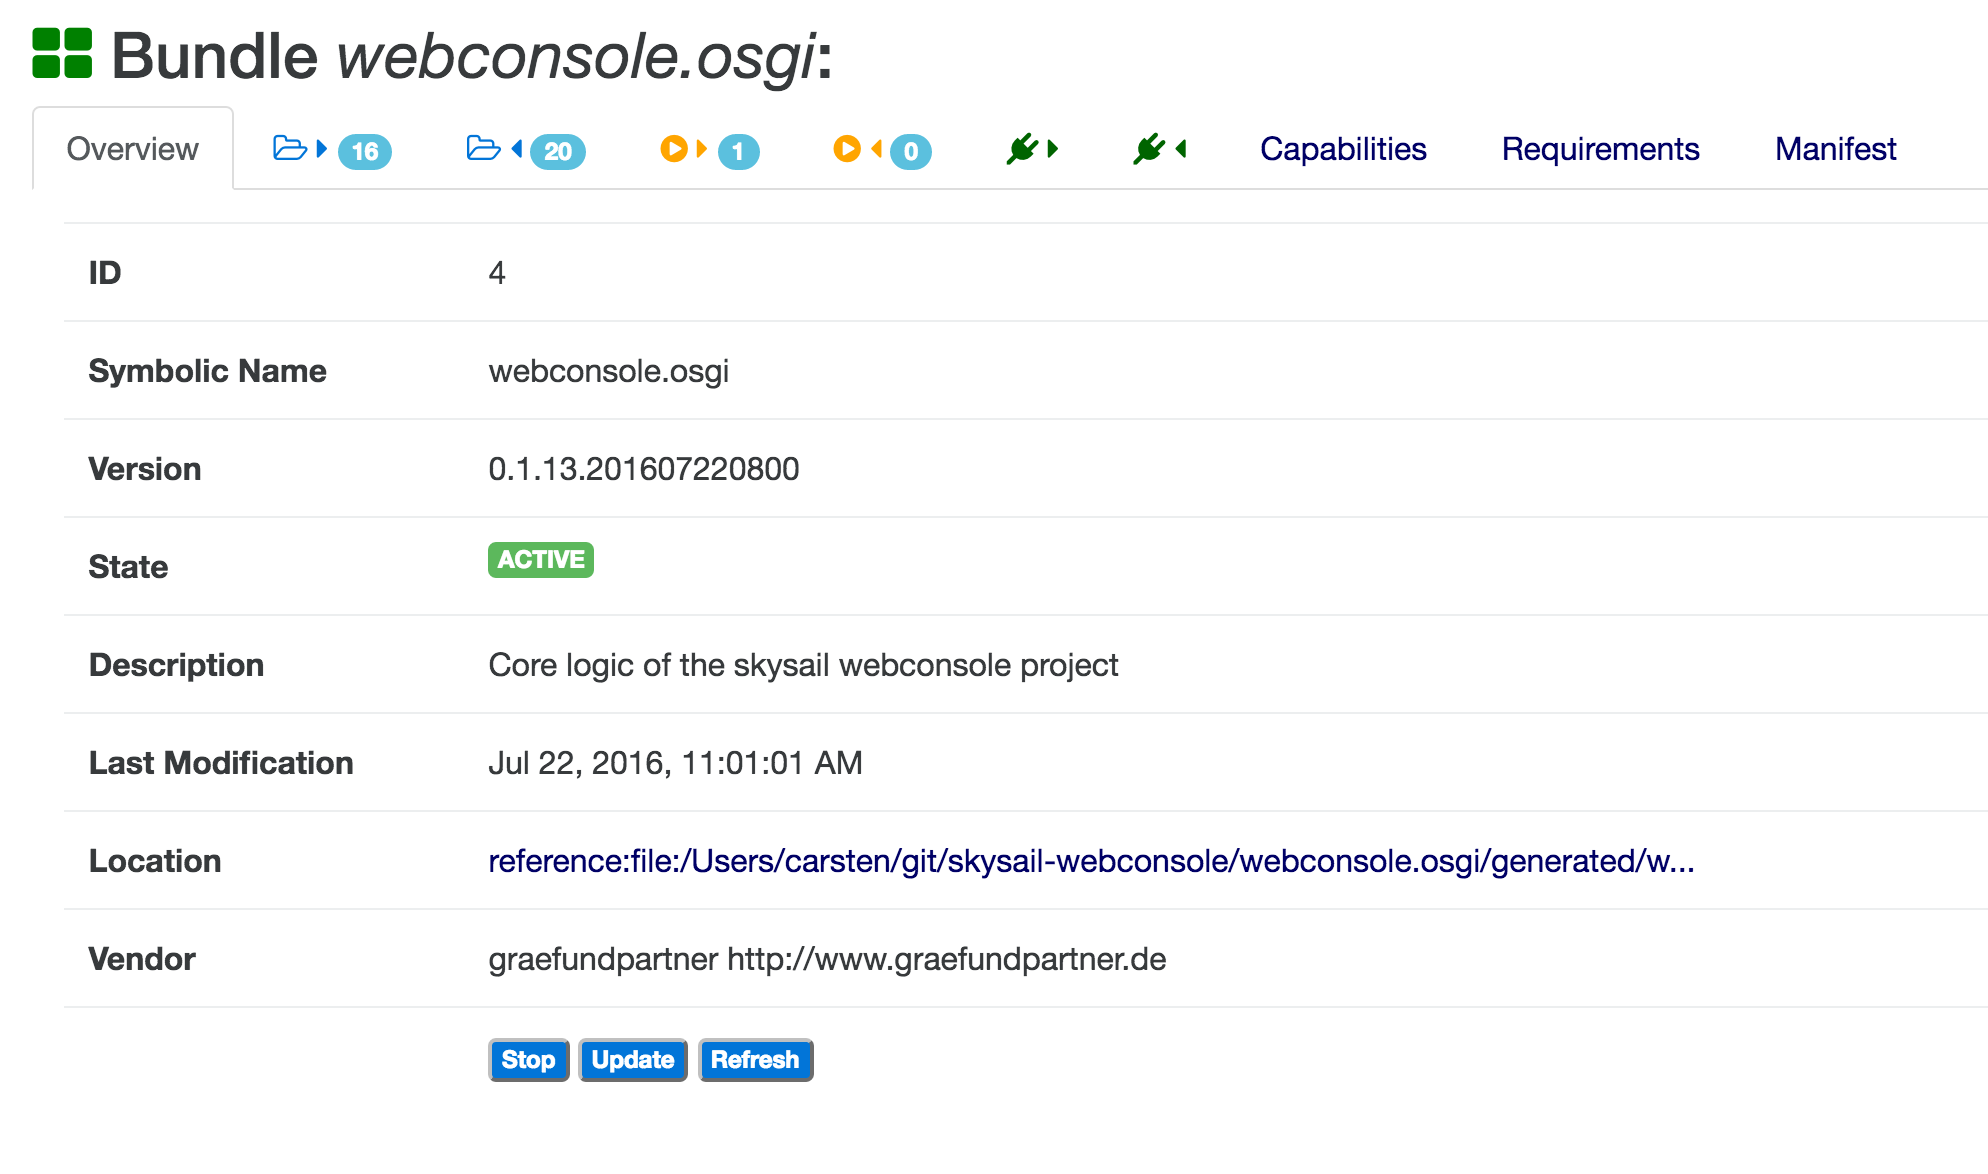 Bundle webconsole.osgi:
Overview 16 20 1 0 Capabilities Requirements Manifest
ID 4
Symbolic Name webconsole.osgi
Version 0.1.13.201607220800
State ACTIVE
Description Core logic of the skysail webconsole project
Last Modification Jul 22, 2016, 11:01:01 AM
Location reference:file:/Users/carsten/git/skysail-webconsole/webconsole.osgi/generated/w...
Vendor graefundpartner http://www.graefundpartner.de
Stop Update Refresh